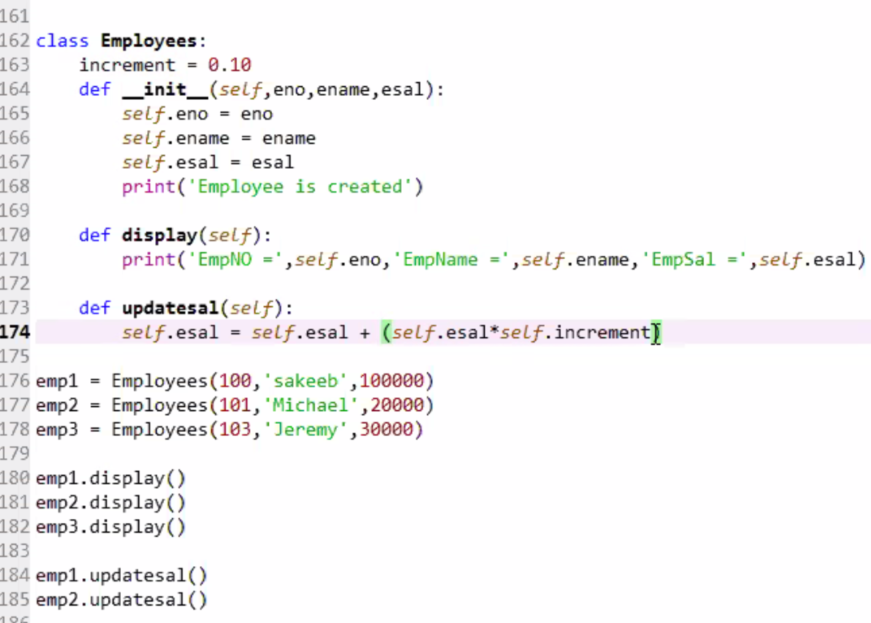 161
162 class Employees:
163     increment = 0.10
164     def __init__(self,eno,ename,esal):
165         self.eno = eno
166         self.ename = ename
167         self.esal = esal
168         print('Employee is created')
169
170     def display(self):
171         print('EmpNO =',self.eno,'EmpName =',self.ename,'EmpSal =',self.esal)
172
173     def updatesal(self):
174         self.esal = self.esal + (self.esal*self.increment)
175
176 emp1 = Employees(100,'sakeeb',100000)
177 emp2 = Employees(101,'Michael',20000)
178 emp3 = Employees(103,'Jeremy',30000)
179
180 emp1.display()
181 emp2.display()
182 emp3.display()
183
184 emp1.updatesal()
185 emp2.updatesal()
186